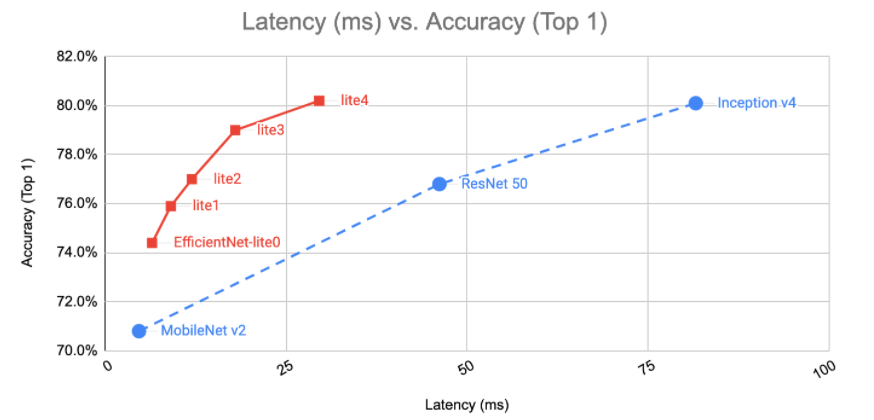 Latency (ms) vs. Accuracy (Top 1)
82.0%
80.0%
78.0%
76.0%
74.0%
72.0%
70.0%
Accuracy (Top 1)
lite4
lite3
lite2
lite1
EfficientNet-lite0
Inception v4
ResNet 50
MobileNet v2
0
25
50
75
100
Latency (ms)